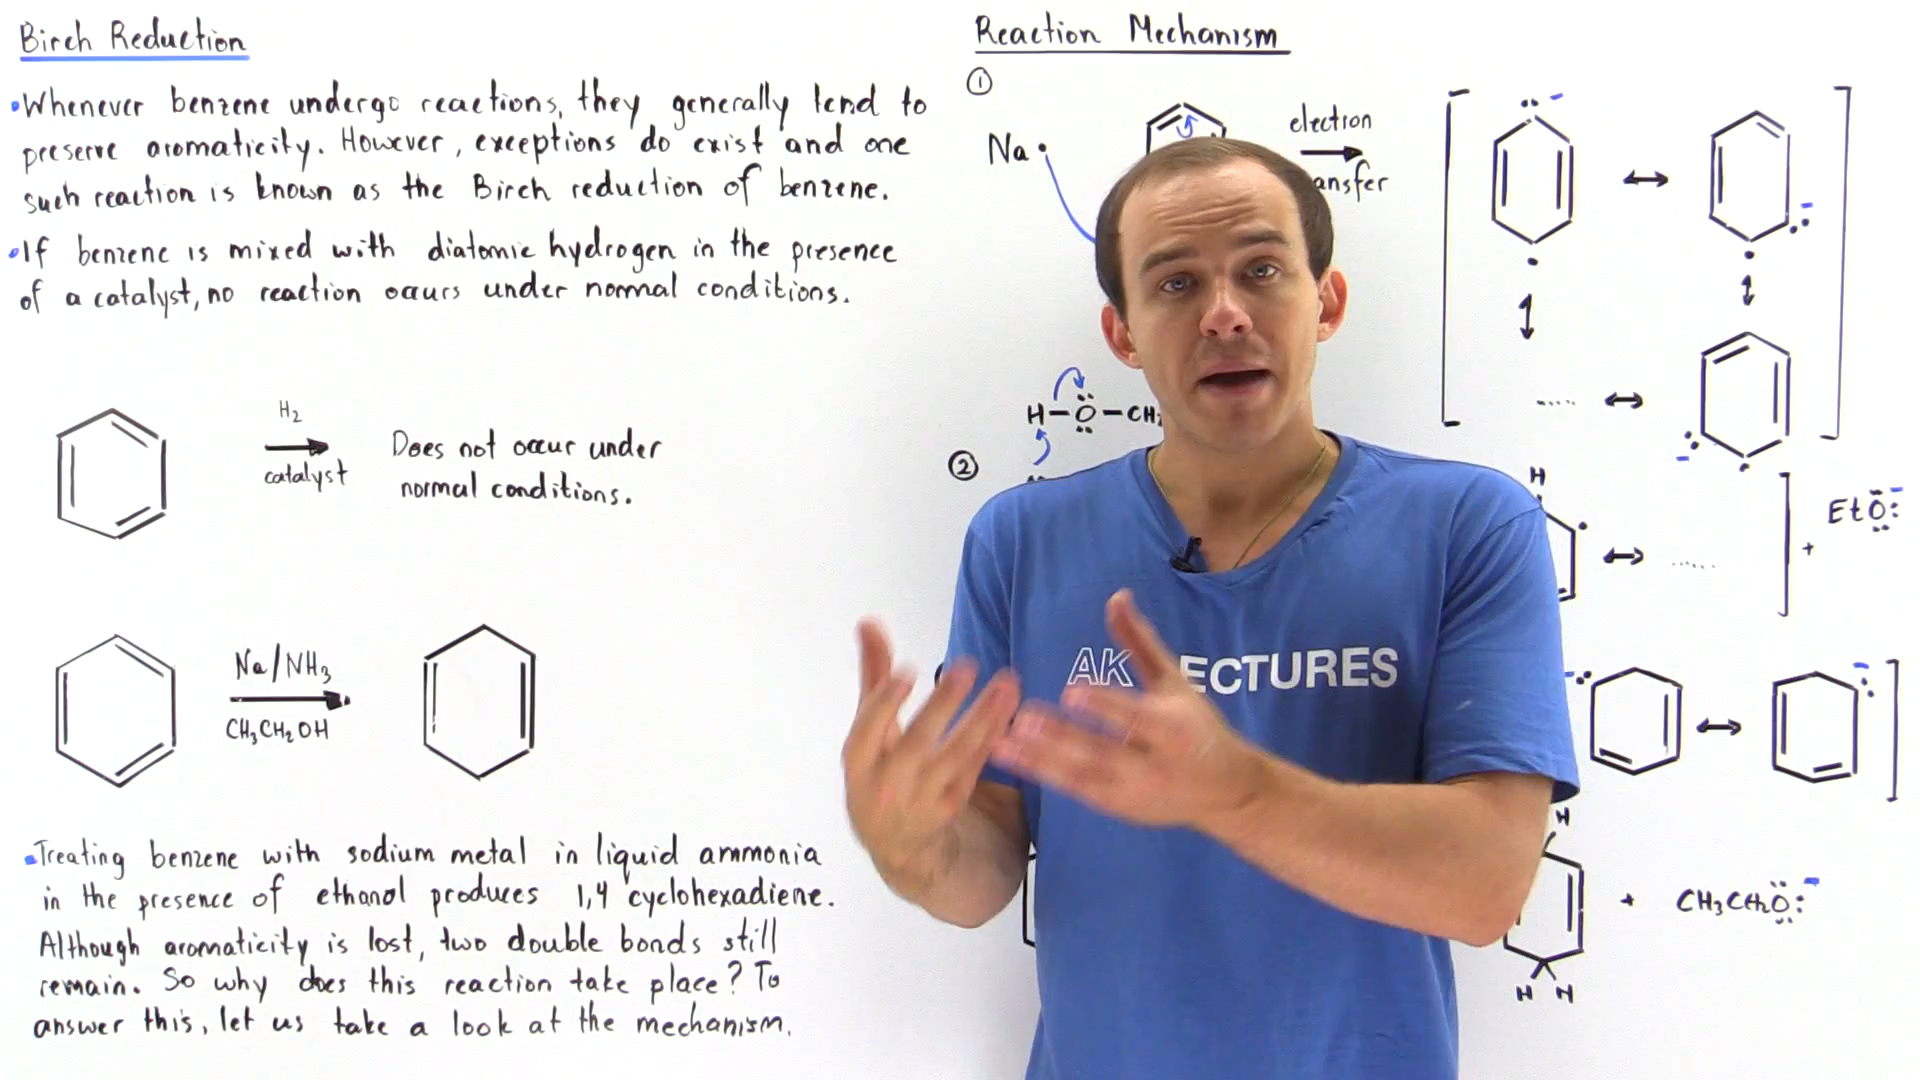 Birch Reduction
•Whenever benzene undergo reactions, they generally tend to
preserve aromaticity. However, exceptions do exist and one
such reaction is known as the Birch reduction of benzene.
•If benzene is mixed with diatomic hydrogen in the presence
of a catalyst, no reaction occurs under normal conditions.
H2
catalyst
Does not occur under
normal conditions.
Na/NH3
CH3CH2OH
•Treating benzene with sodium metal in liquid ammonia
in the presence of ethanol produces 1,4 cyclohexadiene.
Although aromaticity is lost, two double bonds still
remain. So why does this reaction take place? To
answer this, let us take a look at the mechanism.
Reaction Mechanism
1
Na•
electron
ansfer
H–O–CH
2
H
+ EtO:-
AK ECTURES
H
+ CH3CH2O:-
H H